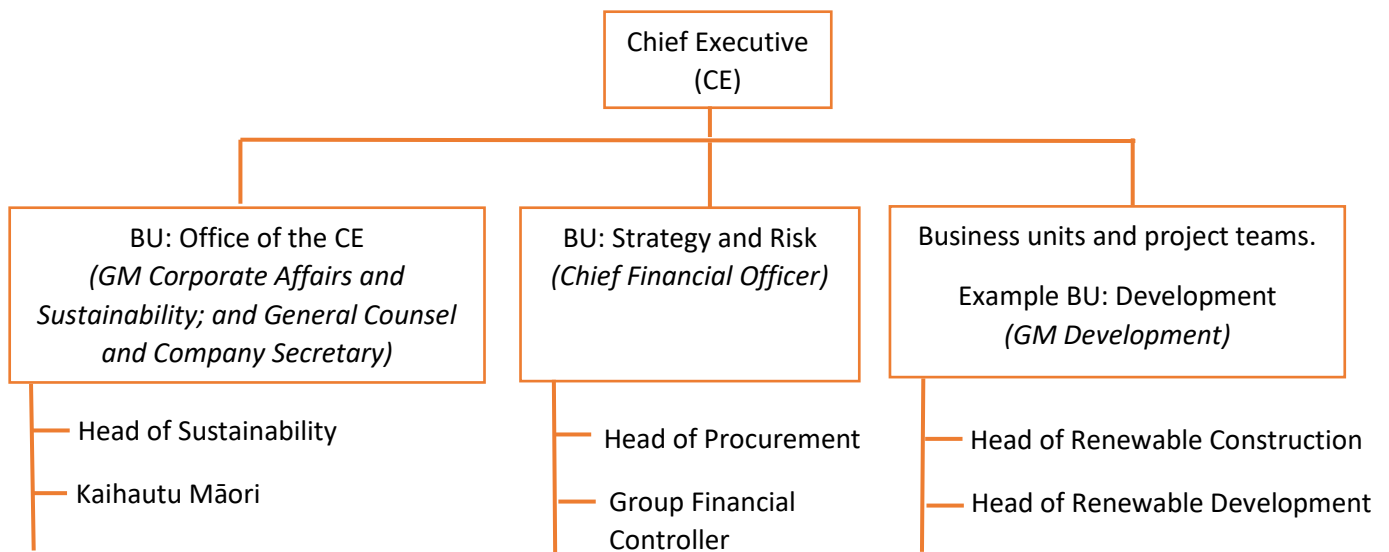 Chief Executive
(CE)
BU: Office of the CE
(GM Corporate Affairs and
Sustainability; and General Counsel
and Company Secretary)
Head of Sustainability
Kaihautu Māori
BU: Strategy and Risk
(Chief Financial Officer)
Head of Procurement
Group Financial
Controller
Business units and project teams.
Example BU: Development
(GM Development)
Head of Renewable Construction
Head of Renewable Development